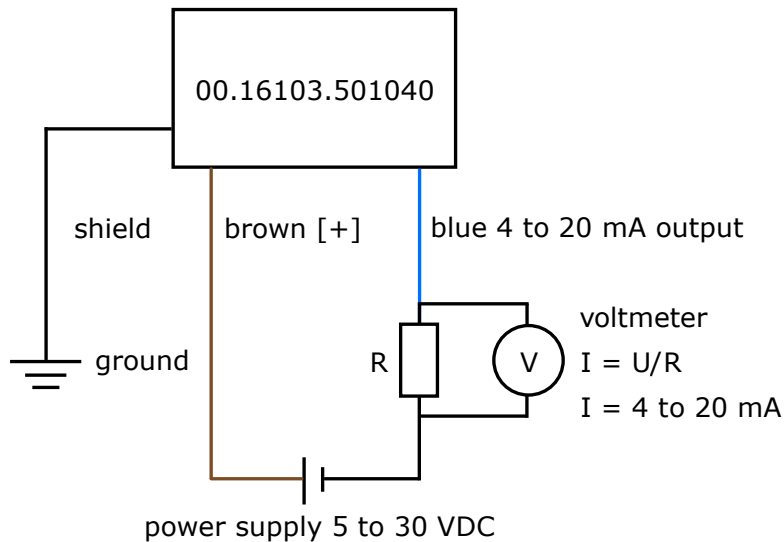 00.16103.501040
shield
brown [+]
blue 4 to 20 mA output
ground
R
V
voltmeter
I = U/R
I = 4 to 20 mA
power supply 5 to 30 VDC